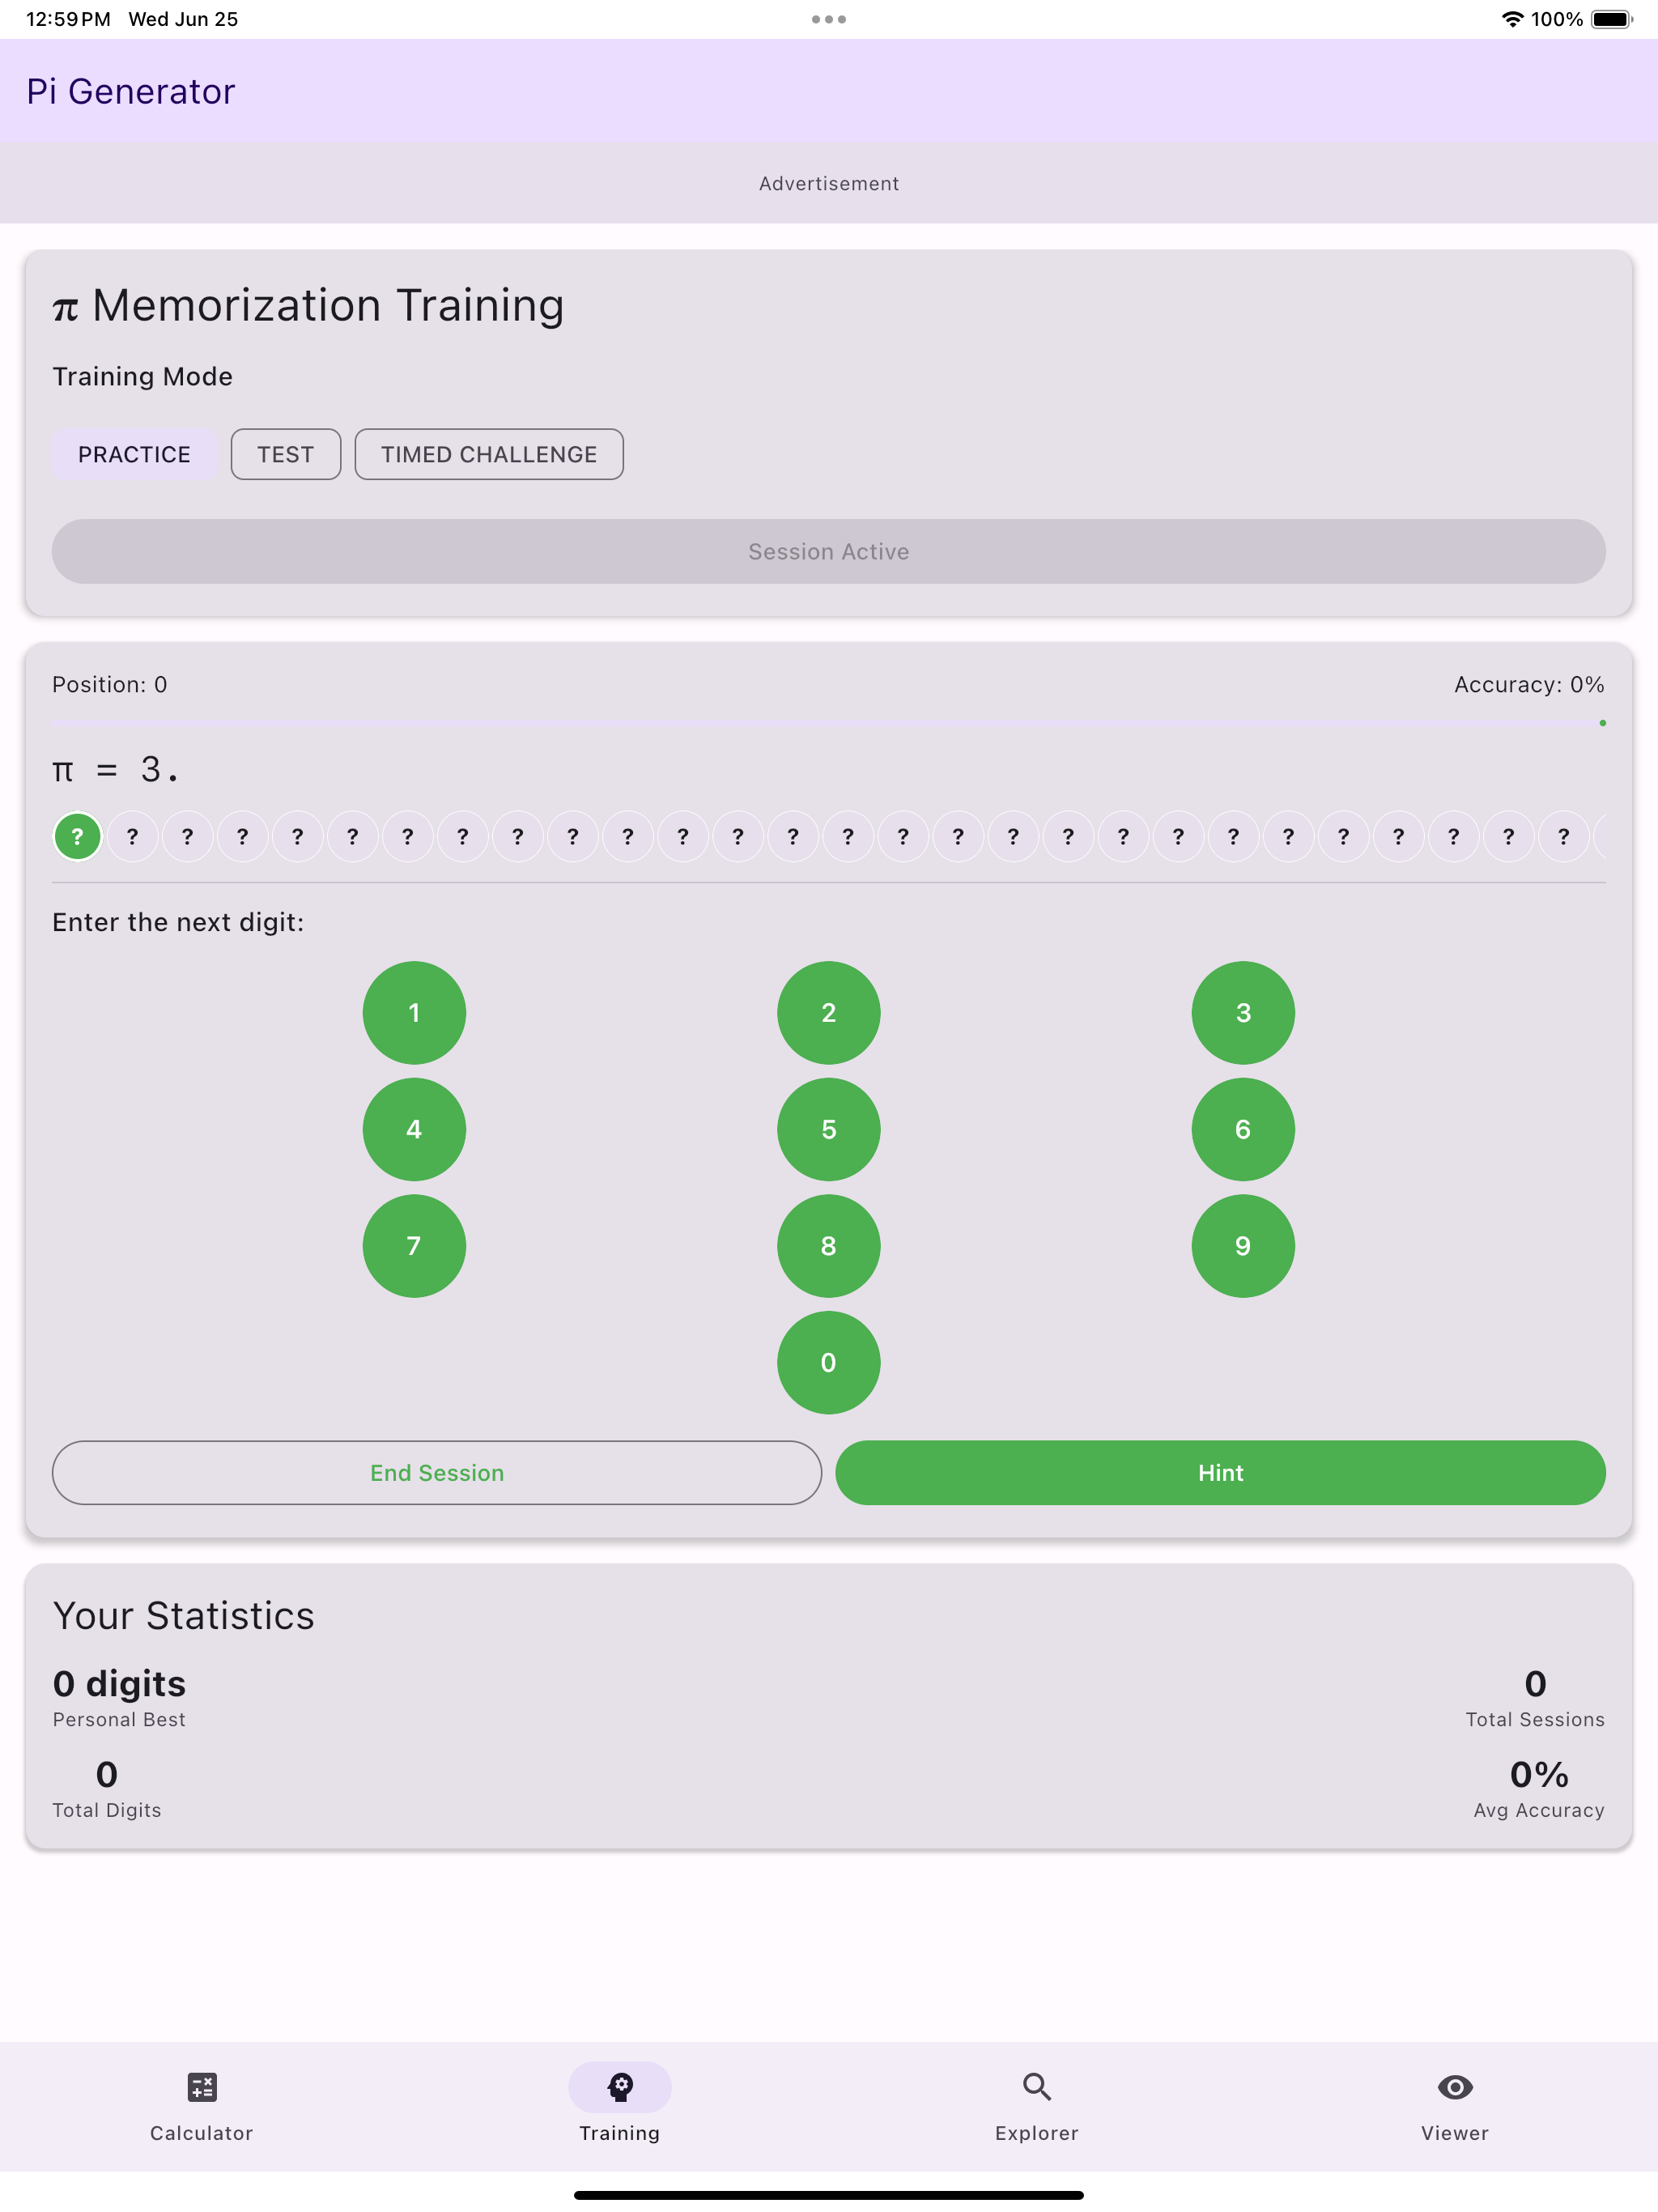 12:59 PM Wed Jun 25
100%
Pi Generator
Advertisement
π Memorization Training
Training Mode
PRACTICE TEST TIMED CHALLENGE
Session Active
Position: 0 Accuracy: 0%
π = 3.
? ? ? ? ? ? ? ? ? ? ? ? ? ? ? ? ? ? ? ? ? ? ? ? ? ? ? ?
Enter the next digit:
1 2 3
4 5 6
7 8 9
0
End Session Hint
Your Statistics
0 digits 0
Personal Best Total Sessions
0 0%
Total Digits Avg Accuracy
Calculator Training Explorer Viewer